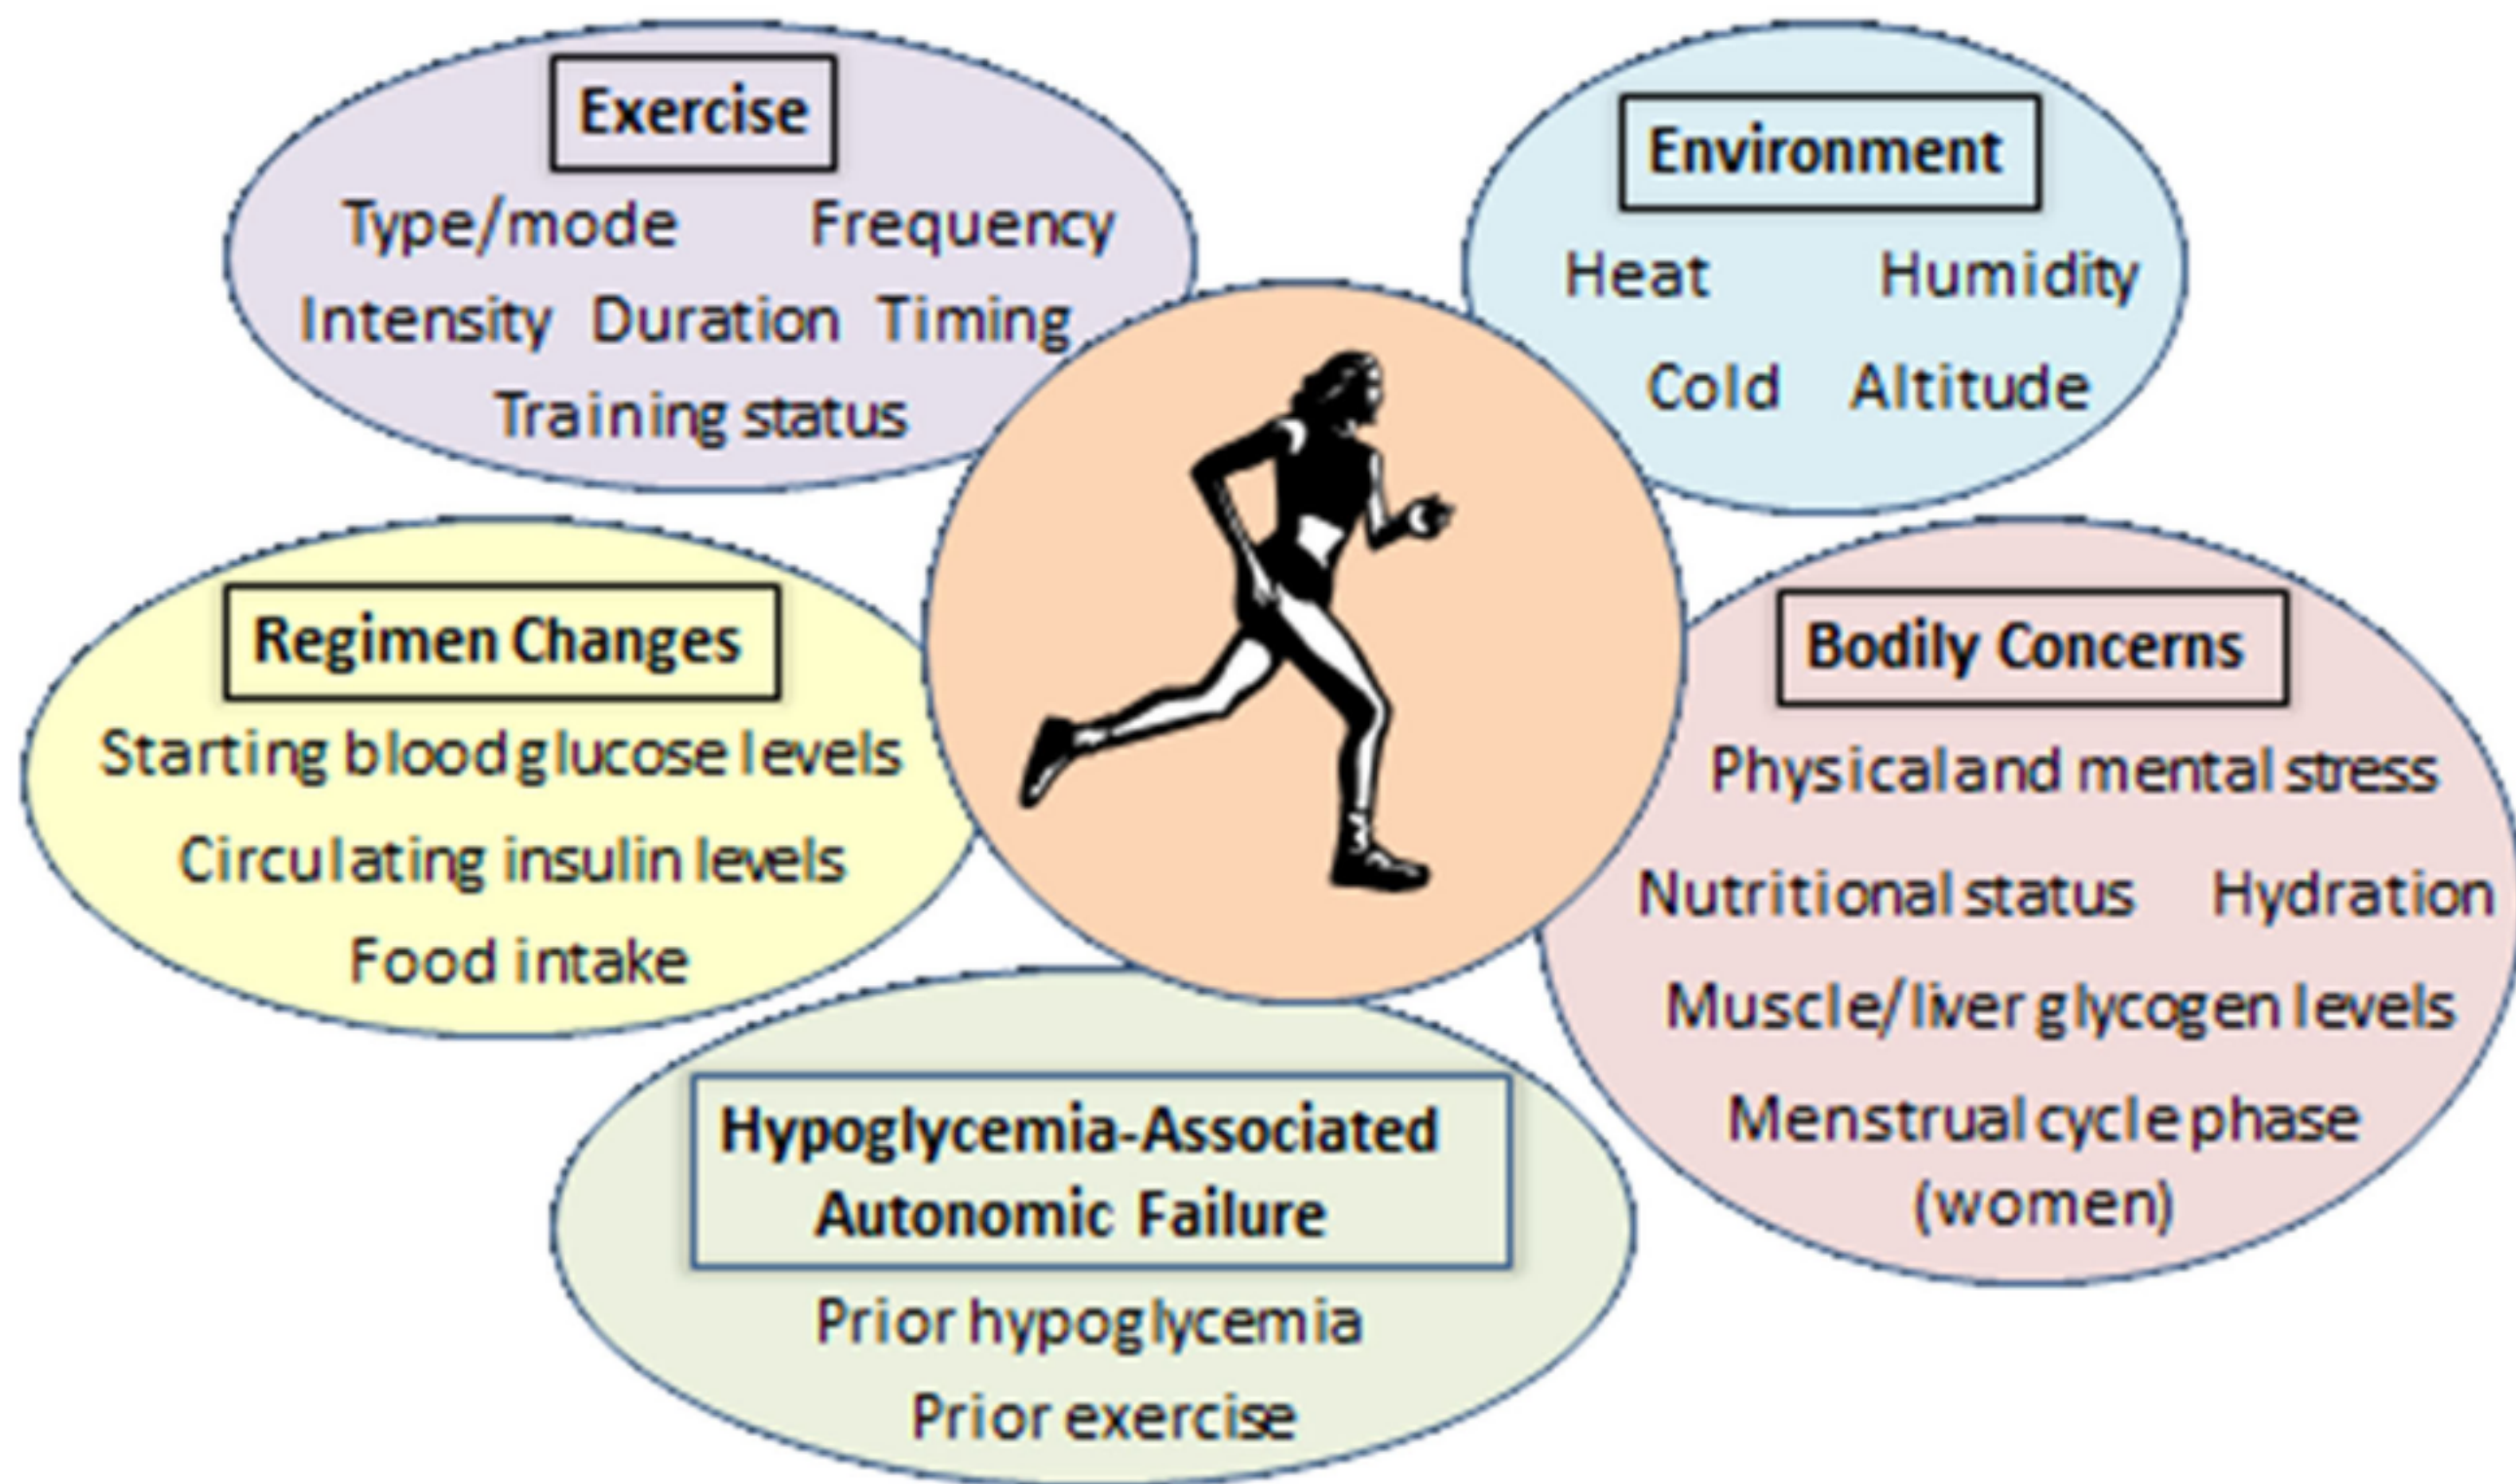 Exercise
Type/mode Frequency
Intensity Duration Timing
Training status
Environment
Heat Humidity
Cold Altitude
Regimen Changes
Starting blood glucose levels
Circulating insulin levels
Food intake
Bodily Concerns
Physical and mental stress
Nutritional status Hydration
Muscle/liver glycogen levels
Menstrual cycle phase
(women)
Hypoglycemia-Associated
Autonomic Failure
Prior hypoglycemia
Prior exercise